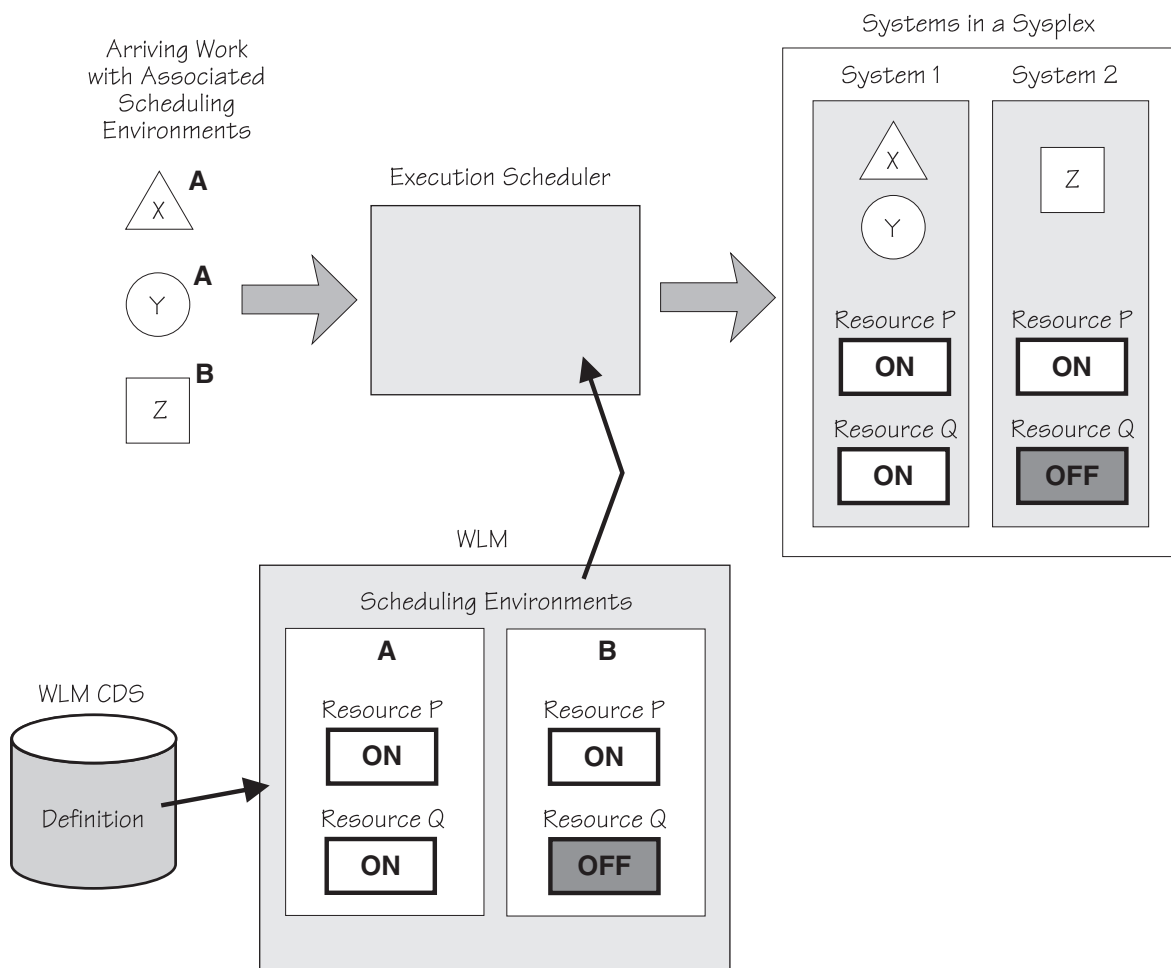 Systems in a Sysplex
Arriving Work
with Associated
Scheduling
Environments
System 1
System 2
X
A
Execution Scheduler
X
Z
Y
Y
A
Resource P
Resource P
ON
ON
Z
B
Resource Q
Resource Q
ON
OFF
WLM
Scheduling Environments
A
B
WLM CDS
Resource P
Resource P
ON
ON
Definition
Resource Q
Resource Q
ON
OFF